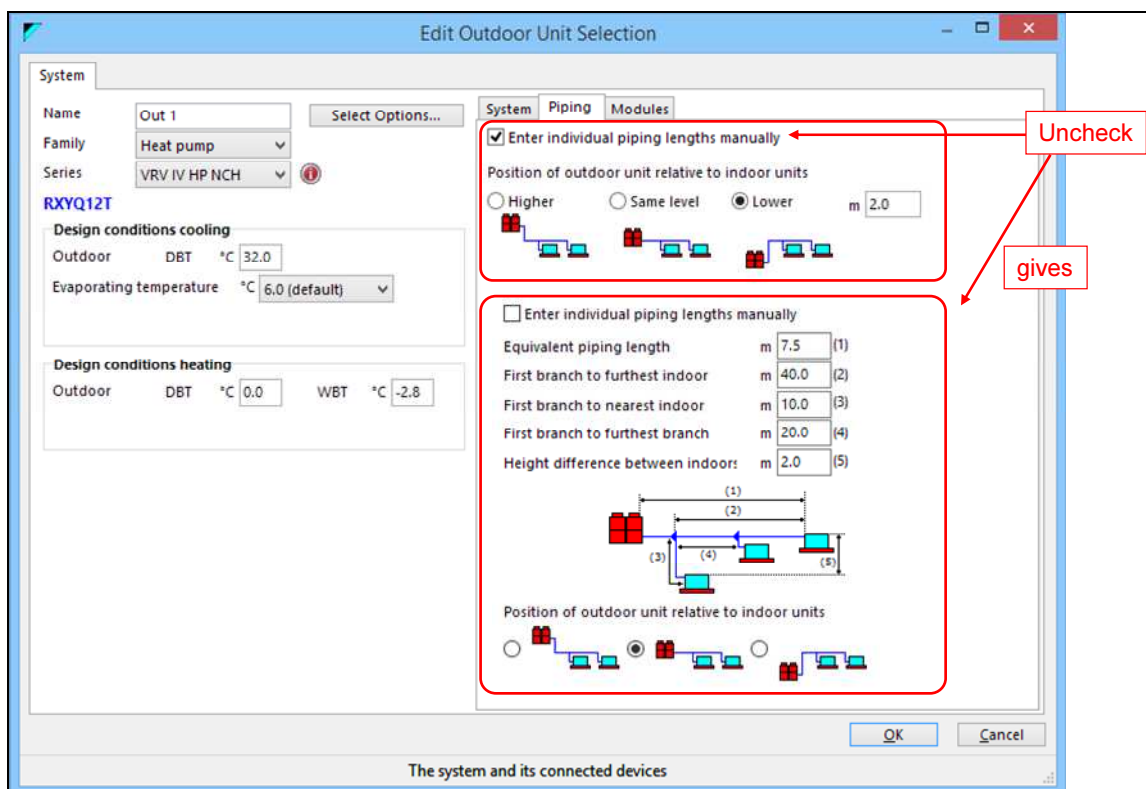 Edit Outdoor Unit Selection
System
Name Out 1 Select Options...
Family Heat pump
Series VRV IV HP NCH
RXYQ12T
Design conditions cooling
Outdoor DBT °C 32.0
Evaporating temperature °C 6.0 (default)
Design conditions heating
Outdoor DBT °C 0.0 WBT °C -2.8
System Piping Modules
Enter individual piping lengths manually
Uncheck
Position of outdoor unit relative to indoor units
Higher Same level Lower m 2.0
gives
Enter individual piping lengths manually
Equivalent piping length m 7.5 (1)
First branch to furthest indoor m 40.0 (2)
First branch to nearest indoor m 10.0 (3)
First branch to furthest branch m 20.0 (4)
Height difference between indoors m 2.0 (5)
(1)
(2)
(3) (4) (5)
Position of outdoor unit relative to indoor units
OK Cancel
The system and its connected devices